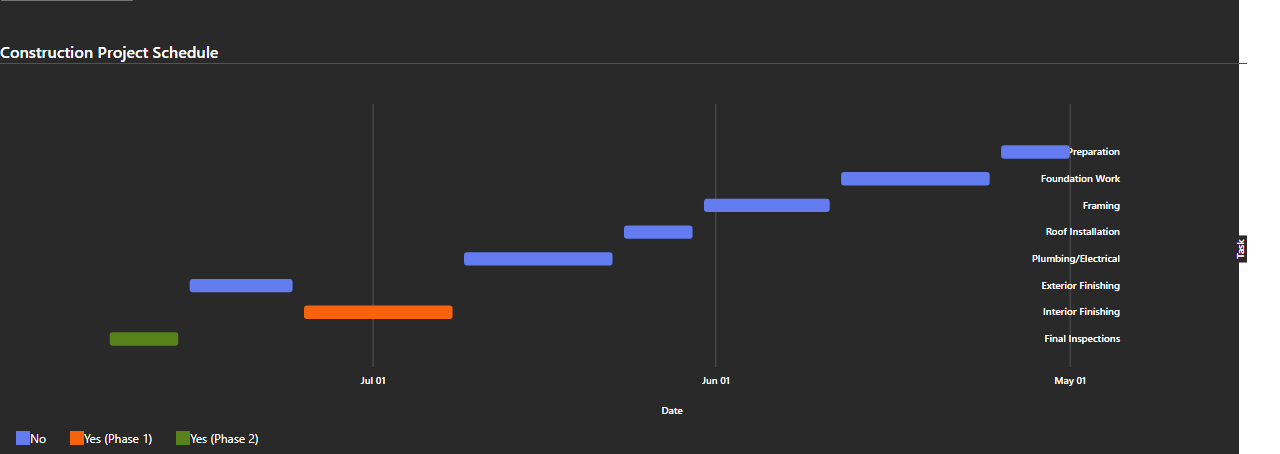 Construction Project Schedule
Preparation
Foundation Work
Framing
Roof Installation
Plumbing/Electrical
Exterior Finishing
Interior Finishing
Final Inspections
Task
Jul 01 Jun 01 May 01
Date
No Yes (Phase 1) Yes (Phase 2)